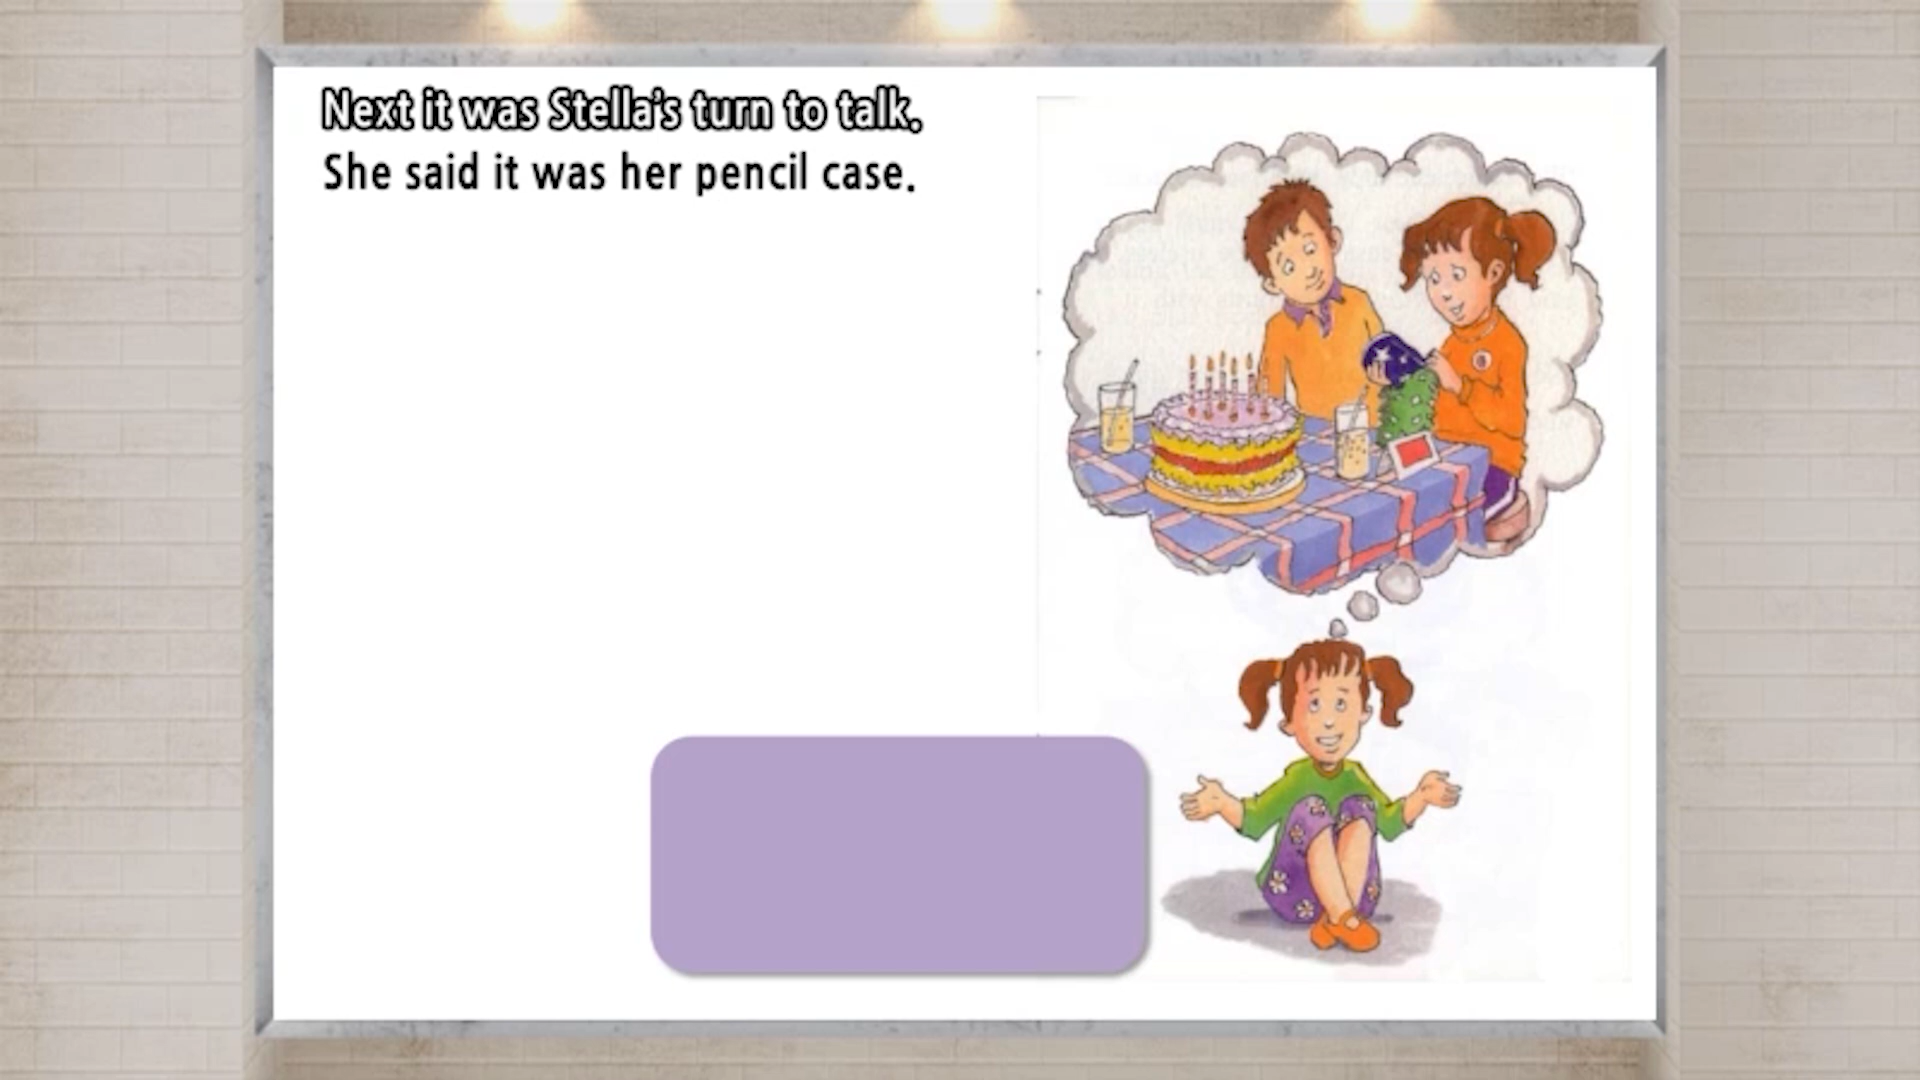 Next it was Stella's turn to talk.
She said it was her pencil case.